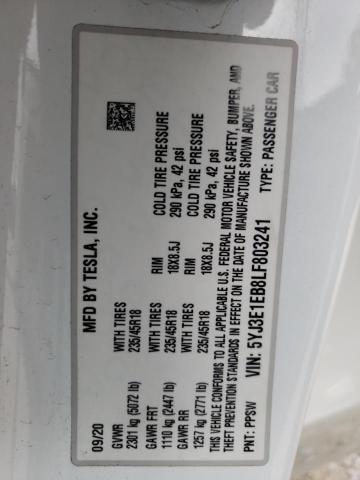 MFD BY TESLA, INC.
09/20
GVWR
2301 kg (5072 lb) WITH TIRES 235/45R18 RIM 18X8.5J COLD TIRE PRESSURE 290 kPa, 42 psi
GAWR FRT
1110 kg (2447 lb) WITH TIRES 235/45R18 RIM 18X8.5J COLD TIRE PRESSURE 290 kPa, 42 psi
GAWR RR
1257 kg (2771 lb)
THIS VEHICLE CONFORMS TO ALL APPLICABLE U.S. FEDERAL MOTOR VEHICLE SAFETY, BUMPER, AND
THEFT PREVENTION STANDARDS IN EFFECT ON THE DATE OF MANUFACTURE SHOWN ABOVE.
VIN: 5YJ3E1EB8LF803241 TYPE: PASSENGER CAR
PNT: PPSW